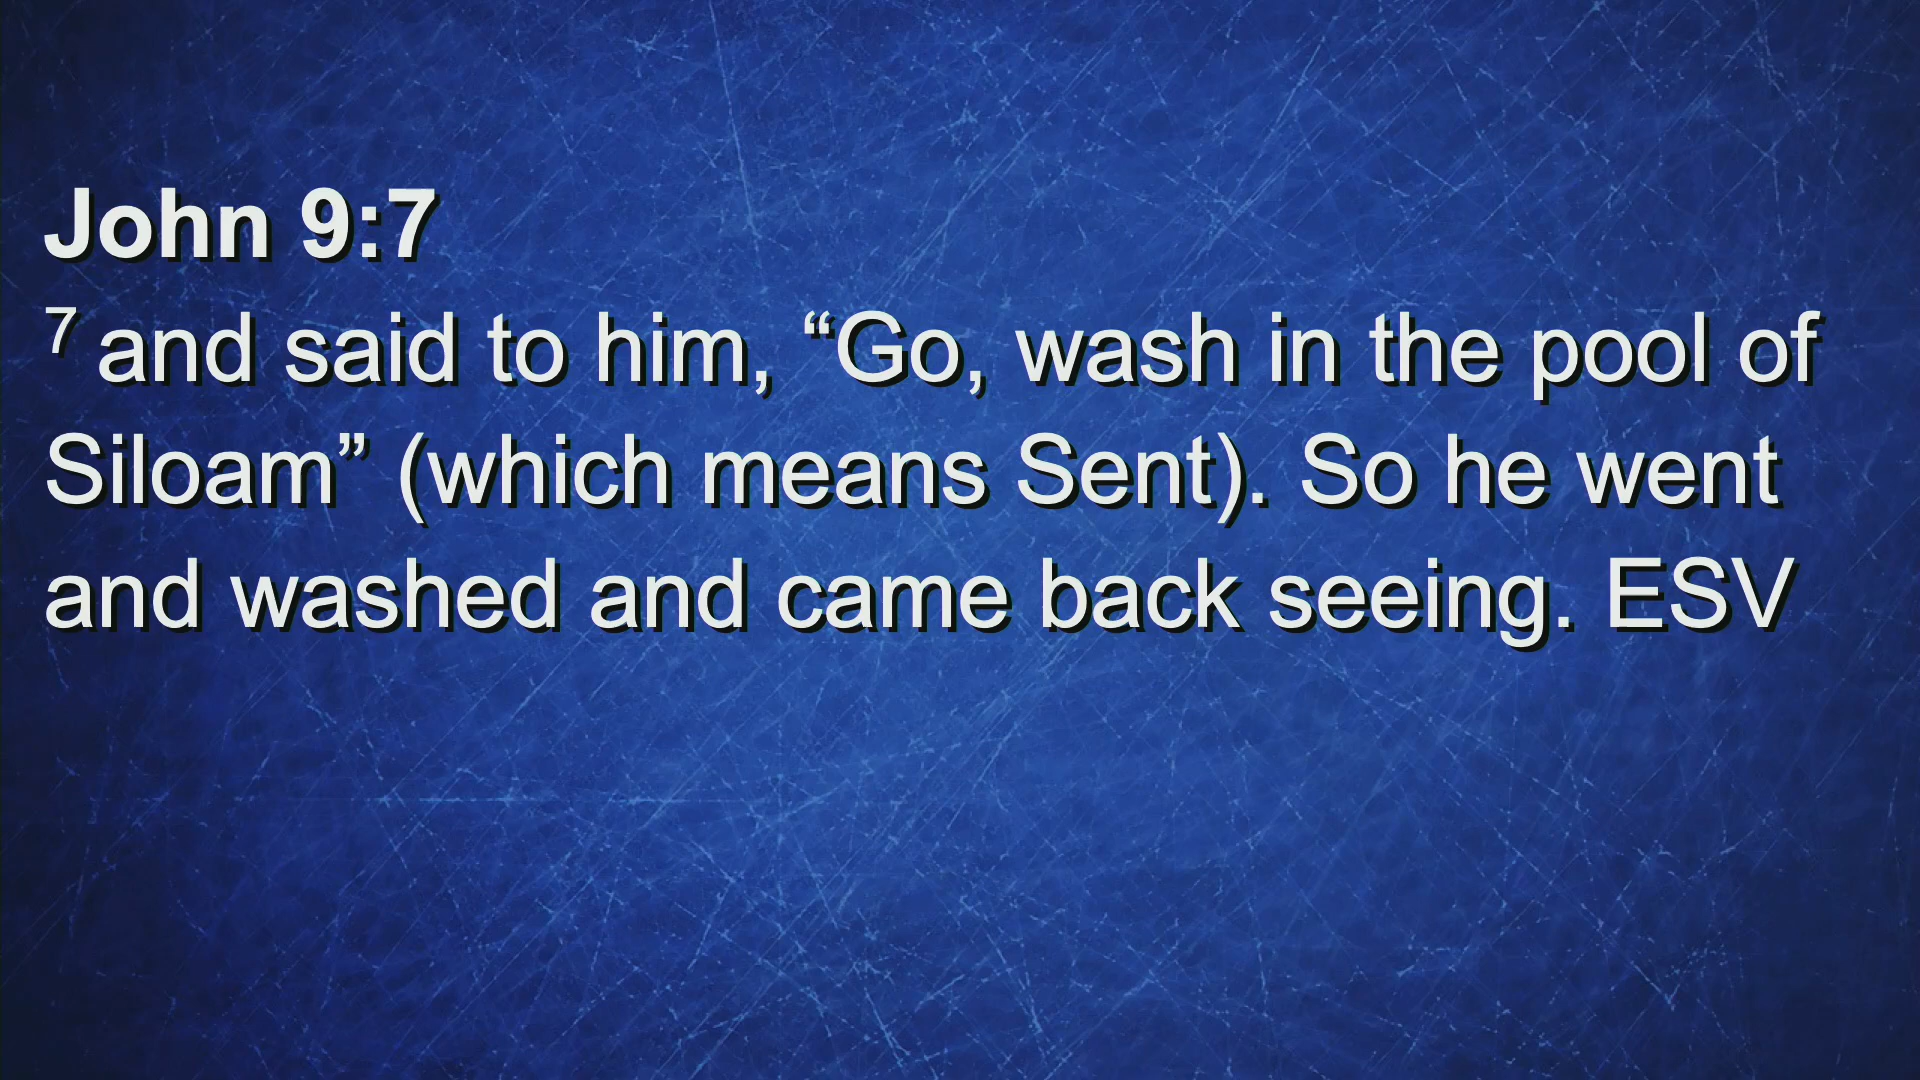 John 9:7
7 and said to him, “Go, wash in the pool of
Siloam” (which means Sent). So he went
and washed and came back seeing. ESV